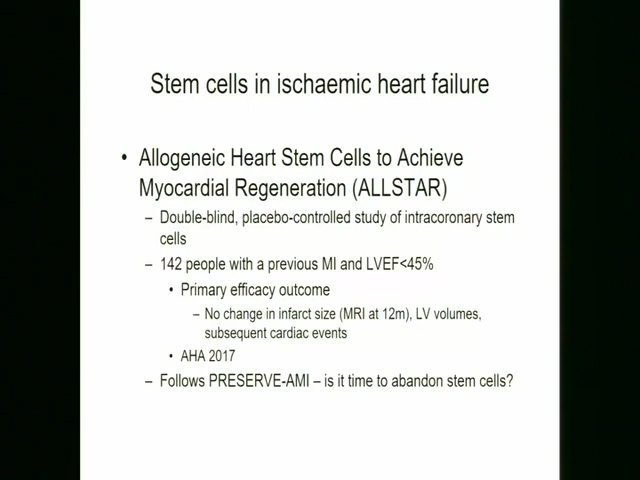 Stem cells in ischaemic heart failure
• Allogeneic Heart Stem Cells to Achieve
Myocardial Regeneration (ALLSTAR)
– Double-blind, placebo-controlled study of intracoronary stem
cells
– 142 people with a previous MI and LVEF<45%
• Primary efficacy outcome
– No change in infarct size (MRI at 12m), LV volumes,
subsequent cardiac events
• AHA 2017
– Follows PRESERVE-AMI – is it time to abandon stem cells?